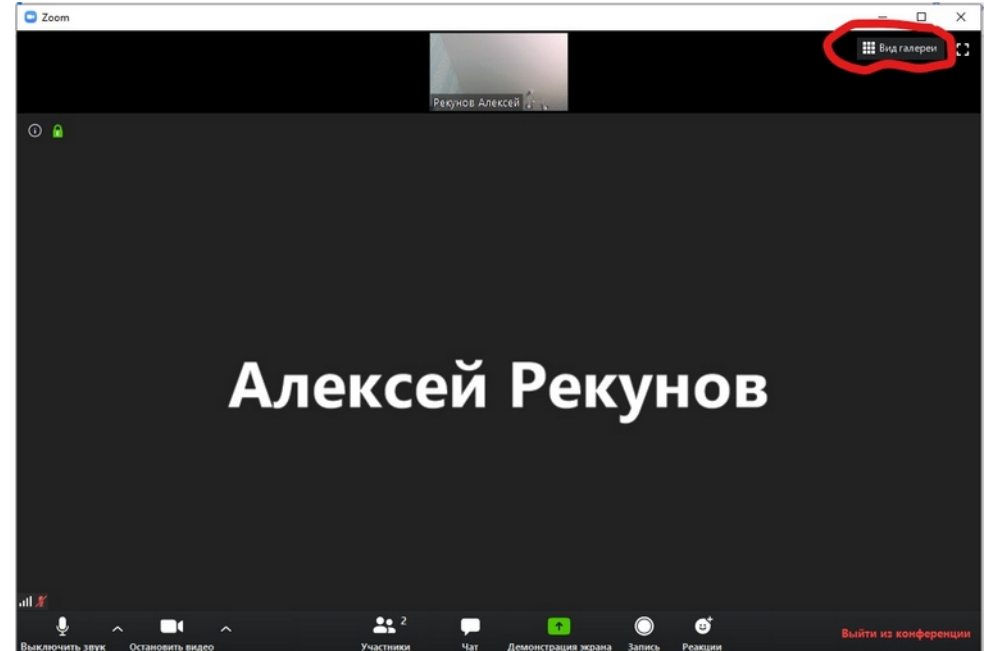 Zoom
Вид галереи
Рекунов Алексей
Алексей Рекунов
2
Выключить звук
Остановить видео
Участники
Чат
Демонстрация экрана
Запись
Реакции
Выйти из конференции